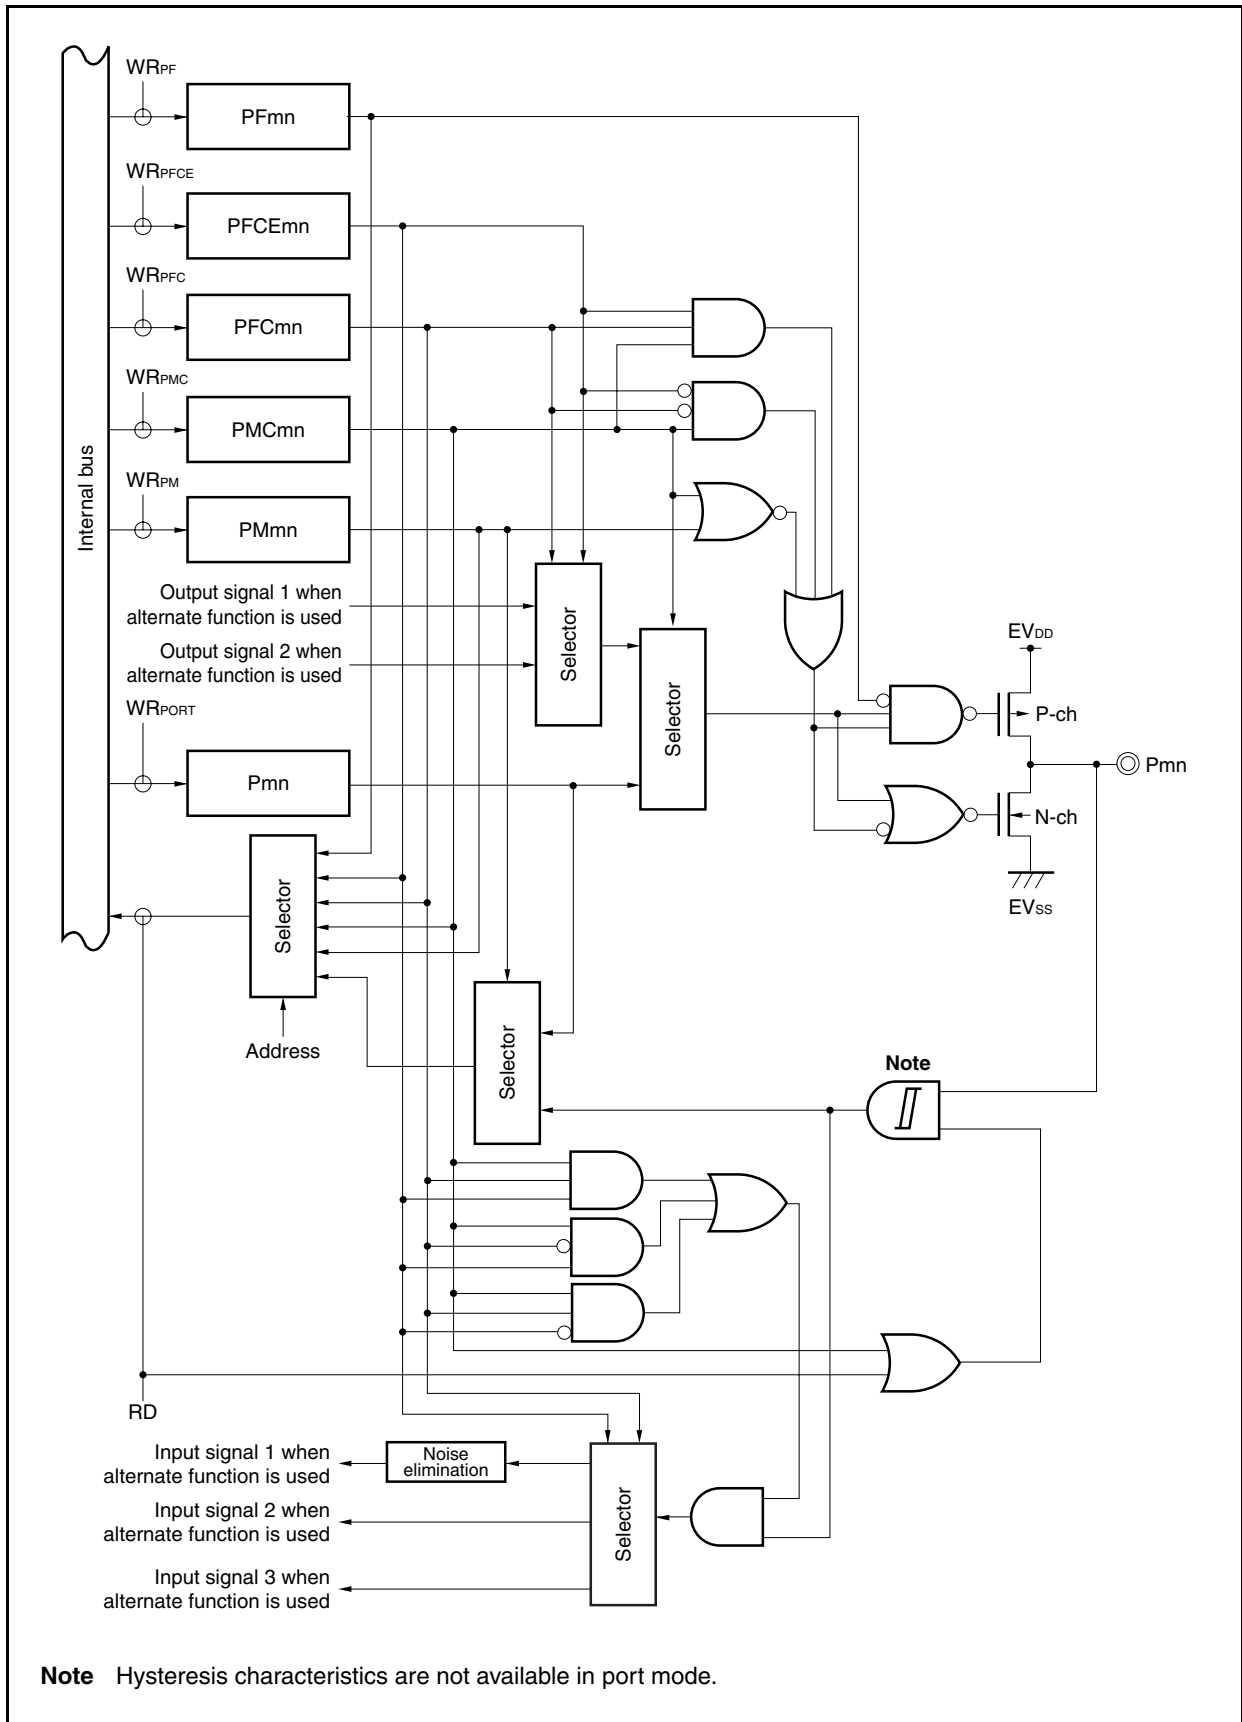 WRPF
PFmn
WRPFCE
PFCEmn
WRPFC
PFCmn
WRPMC
PMCmn
Internal bus
WRPM
PMmn
Output signal 1 when
alternate function is used
Output signal 2 when
alternate function is used
Selector
Selector
EVDD
P-ch
WRPORT
Pmn
Pmn
N-ch
EVSS
Selector
Address
Selector
Note
RD
Input signal 1 when
alternate function is used
Noise
elimination
Input signal 2 when
alternate function is used
Selector
Input signal 3 when
alternate function is used
Note Hysteresis characteristics are not available in port mode.